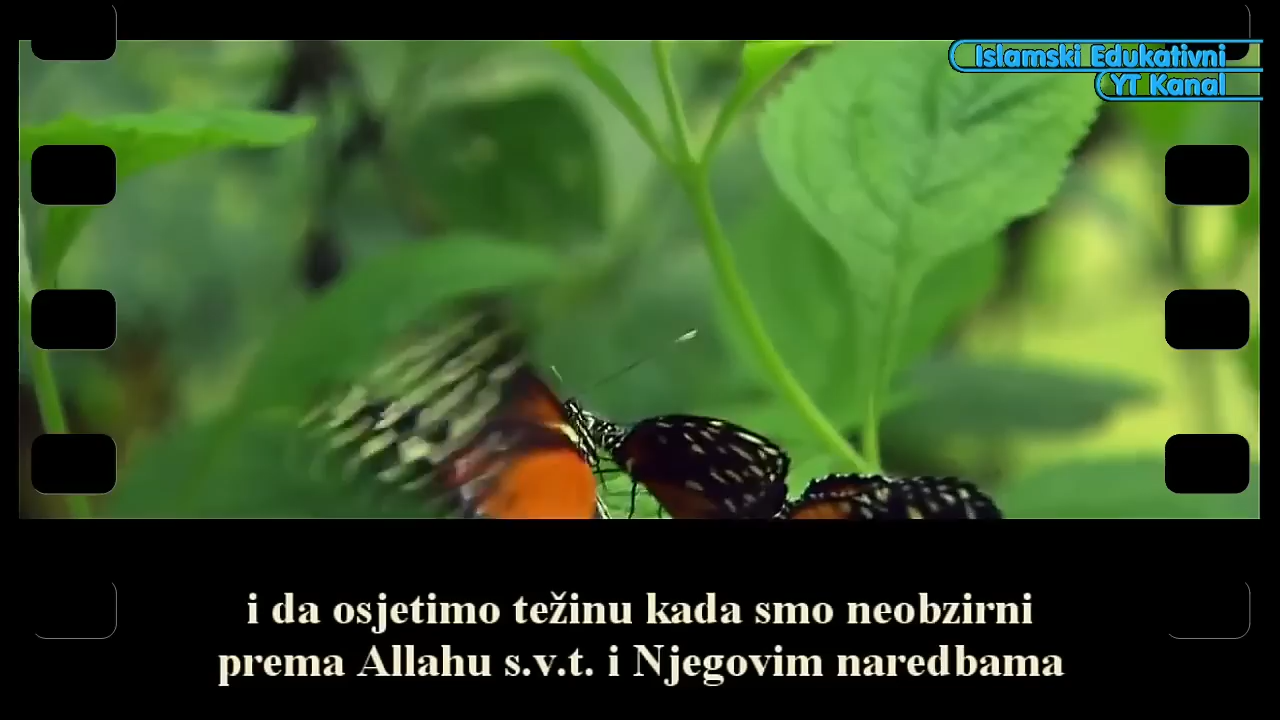 Islamski Edukativni
YT Kanal
i da osjetimo težinu kada smo neobzirni
prema Allahu s.v.t. i Njegovim naredbama